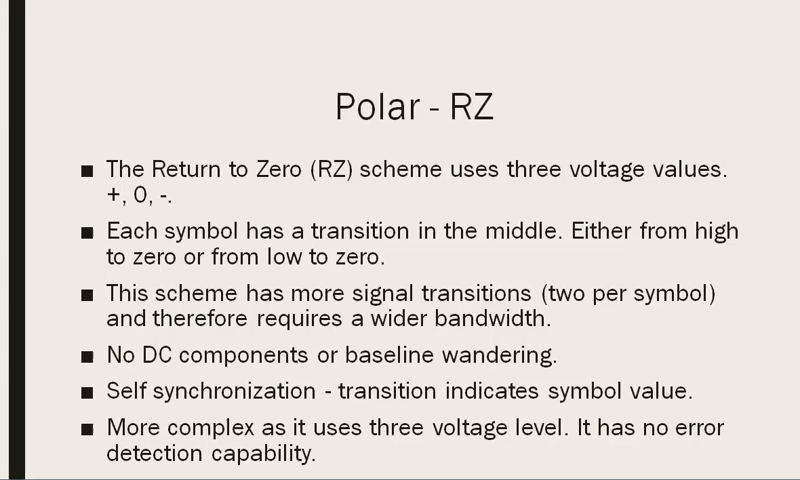 Polar - RZ
■ The Return to Zero (RZ) scheme uses three voltage values.
+, 0, -.
■ Each symbol has a transition in the middle. Either from high
to zero or from low to zero.
■ This scheme has more signal transitions (two per symbol)
and therefore requires a wider bandwidth.
■ No DC components or baseline wandering.
■ Self synchronization - transition indicates symbol value.
■ More complex as it uses three voltage level. It has no error
detection capability.